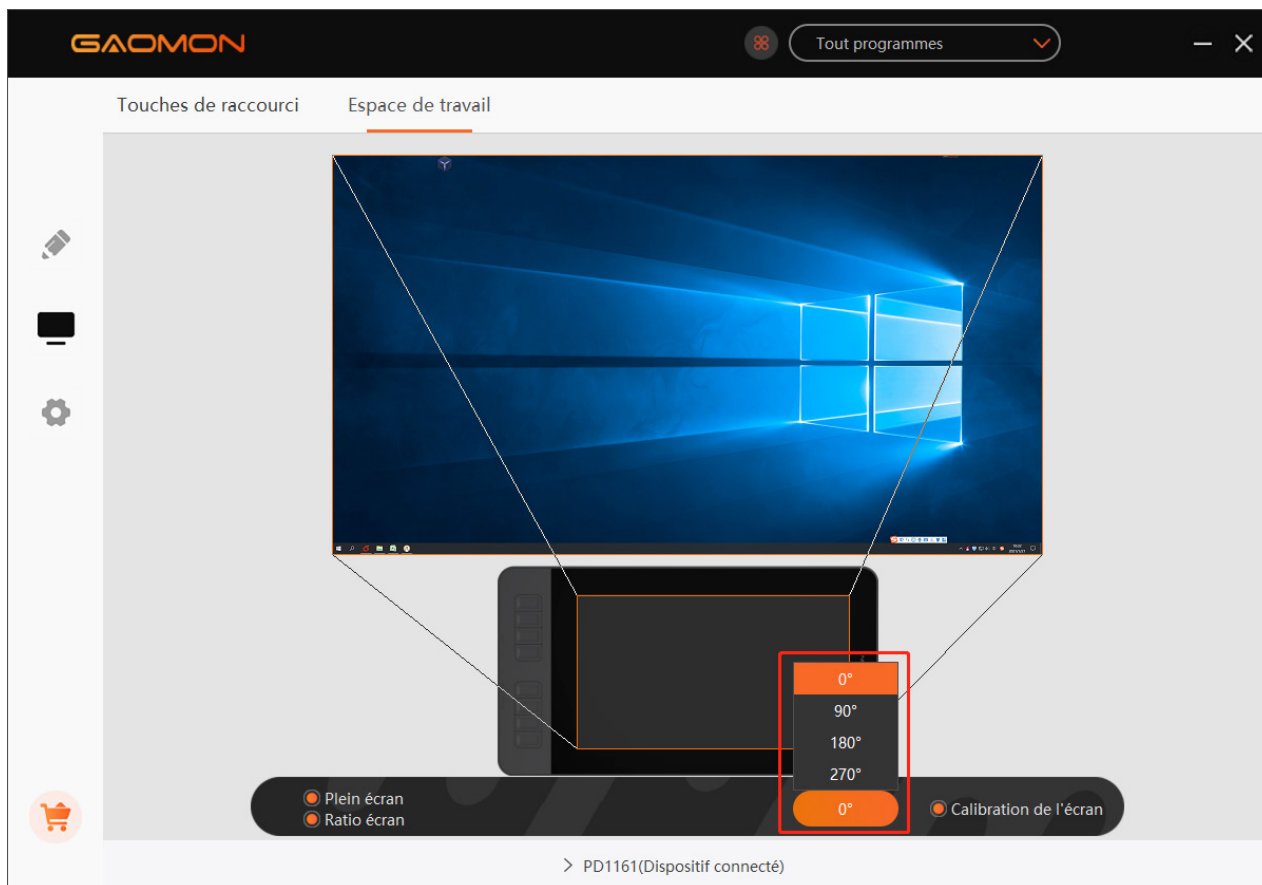 GAOMON
Tout programmes
Touches de raccourci
Espace de travail
0°
90°
180°
270°
Plein écran
Ratio écran
0°
Calibration de l'écran
PD1161(Dispositif connecté)